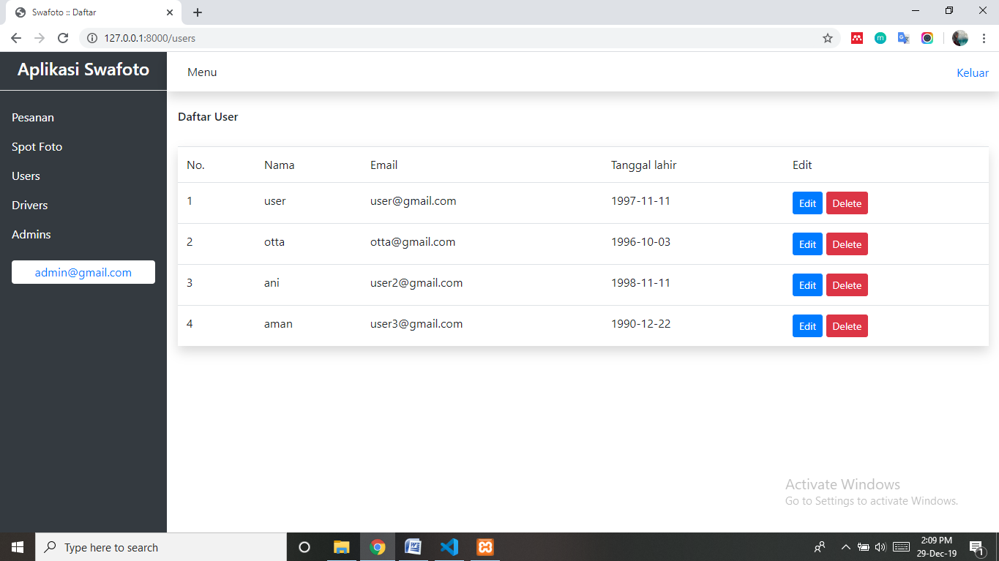 Swafoto :: Daftar
127.0.0.1:8000/users
Aplikasi Swafoto
Menu
Keluar
Pesanan
Spot Foto
Users
Drivers
Admins
admin@gmail.com
Daftar User
No. Nama Email Tanggal lahir Edit
1 user user@gmail.com 1997-11-11 Edit Delete
2 otta otta@gmail.com 1996-10-03 Edit Delete
3 ani user2@gmail.com 1998-11-11 Edit Delete
4 aman user3@gmail.com 1990-12-22 Edit Delete
Activate Windows
Go to Settings to activate Windows.
Type here to search
2:09 PM
29-Dec-19
1